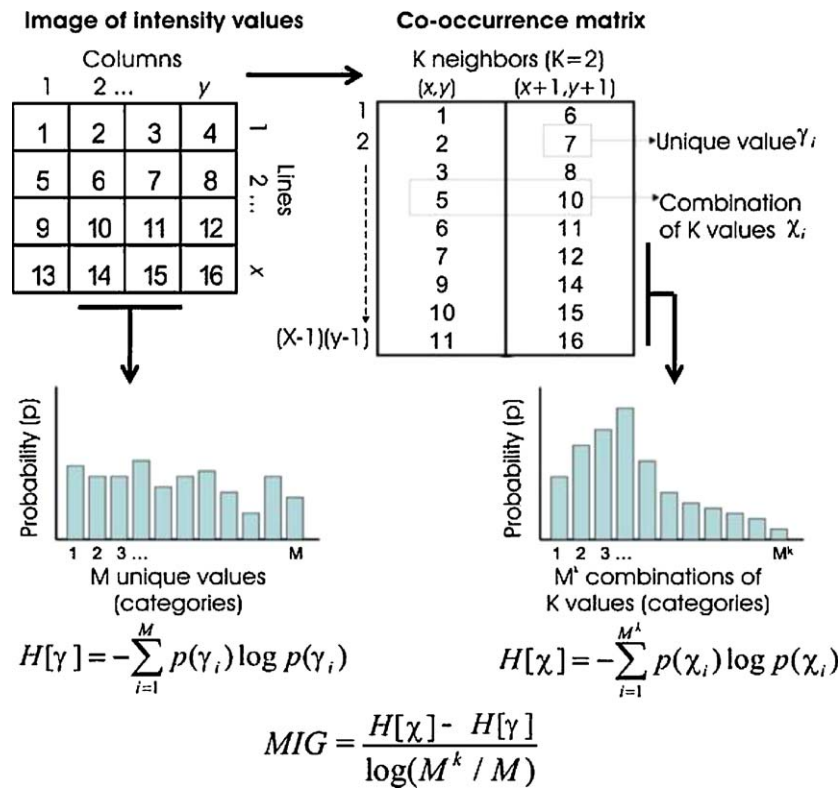 Image of intensity values
Columns
1 2 ... y
1 2 3 4
5 6 7 8
9 10 11 12
13 14 15 16
1 2 ... x
Lines
Co-occurrence matrix
K neighbors (K=2)
(x,y) (x+1,y+1)
1 1 6
2 2 7
3 8
5 10
6 11
7 12
9 14
10 15
(X-1)(y-1) 11 16
Unique value γi
Combination
of K values χi
Probability (p)
1 2 3 ... M
M unique values
(categories)
H[γ] = −∑_{i=1}^{M} p(γi) log p(γi)
Probability (p)
1 2 3 ... M^k
M^k combinations of
K values (categories)
H[χ] = −∑_{i=1}^{M^k} p(χi) log p(χi)
MIG = (H[χ] - H[γ]) / log(M^k / M)